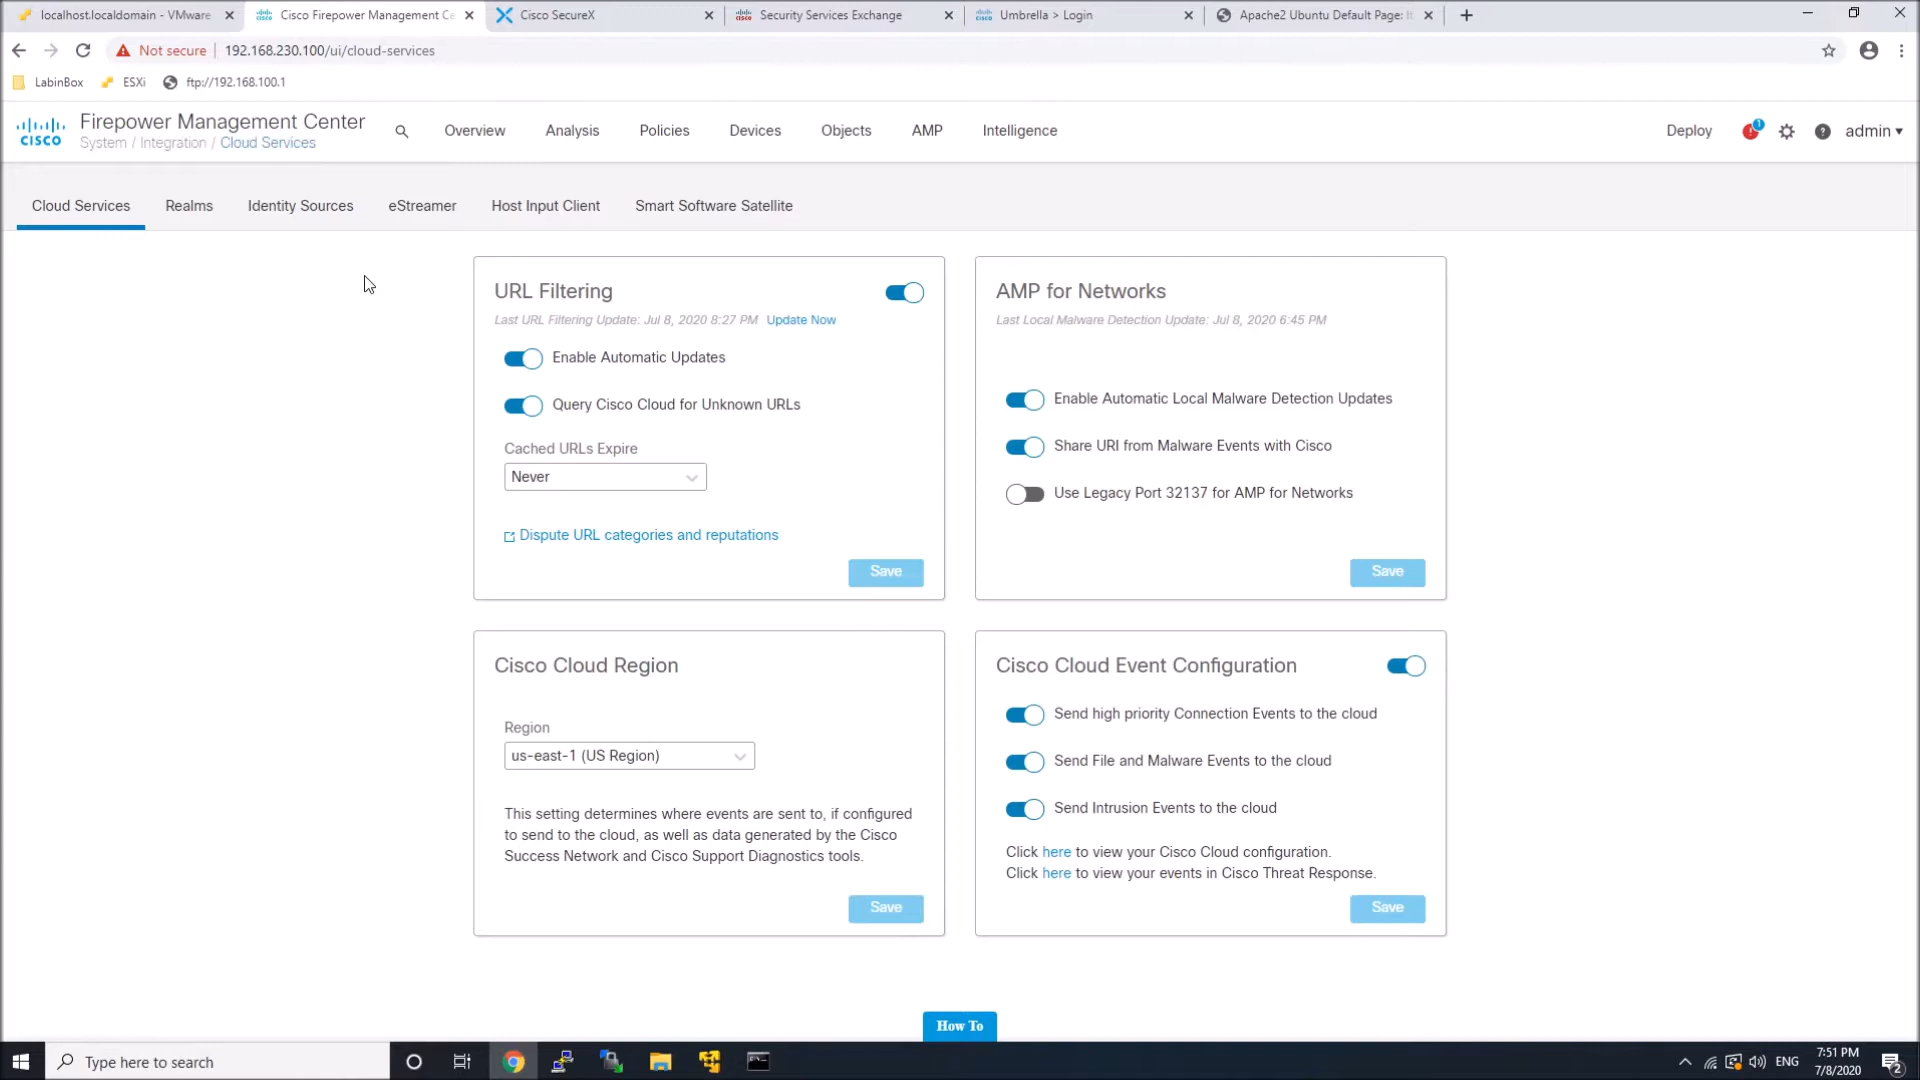 localhost.localdomain - VMware
Cisco Firepower Management Ce
Cisco SecureX
Security Services Exchange
Umbrella > Login
Apache2 Ubuntu Default Page: It
Not secure
192.168.230.100/ui/cloud-services
LabinBox
ESXi
ftp://192.168.100.1
cisco
Firepower Management Center
System / Integration / Cloud Services
Overview
Analysis
Policies
Devices
Objects
AMP
Intelligence
Deploy
1
admin
Cloud Services
Realms
Identity Sources
eStreamer
Host Input Client
Smart Software Satellite
URL Filtering
Last URL Filtering Update: Jul 8, 2020 8:27 PM Update Now
Enable Automatic Updates
Query Cisco Cloud for Unknown URLs
Cached URLs Expire
Never
Dispute URL categories and reputations
Save
AMP for Networks
Last Local Malware Detection Update: Jul 8, 2020 6:45 PM
Enable Automatic Local Malware Detection Updates
Share URI from Malware Events with Cisco
Use Legacy Port 32137 for AMP for Networks
Save
Cisco Cloud Region
Region
us-east-1 (US Region)
This setting determines where events are sent to, if configured
to send to the cloud, as well as data generated by the Cisco
Success Network and Cisco Support Diagnostics tools.
Save
Cisco Cloud Event Configuration
Send high priority Connection Events to the cloud
Send File and Malware Events to the cloud
Send Intrusion Events to the cloud
Click here to view your Cisco Cloud configuration.
Click here to view your events in Cisco Threat Response.
Save
How To
Type here to search
ENG
7:51 PM
7/8/2020
2